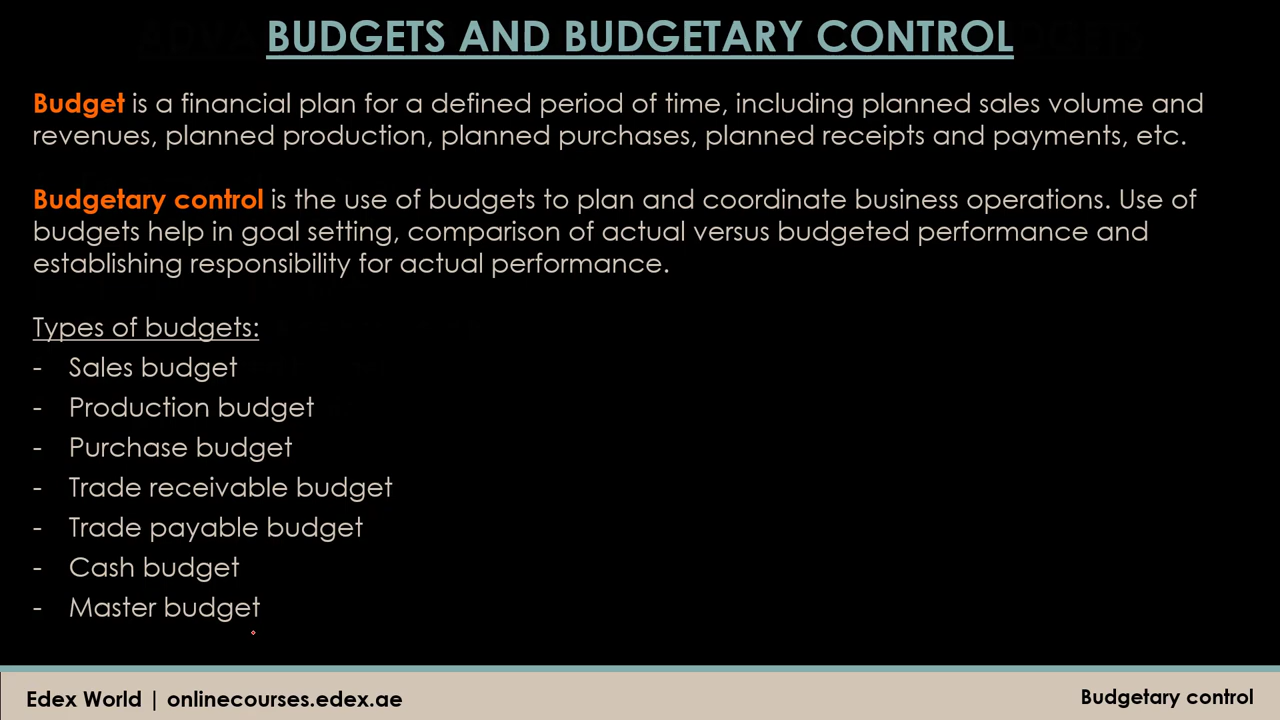 BUDGETS AND BUDGETARY CONTROL
Budget is a financial plan for a defined period of time, including planned sales volume and
revenues, planned production, planned purchases, planned receipts and payments, etc.
Budgetary control is the use of budgets to plan and coordinate business operations. Use of
budgets help in goal setting, comparison of actual versus budgeted performance and
establishing responsibility for actual performance.
Types of budgets:
- Sales budget
- Production budget
- Purchase budget
- Trade receivable budget
- Trade payable budget
- Cash budget
- Master budget
Edex World | onlinecourses.edex.ae
Budgetary control